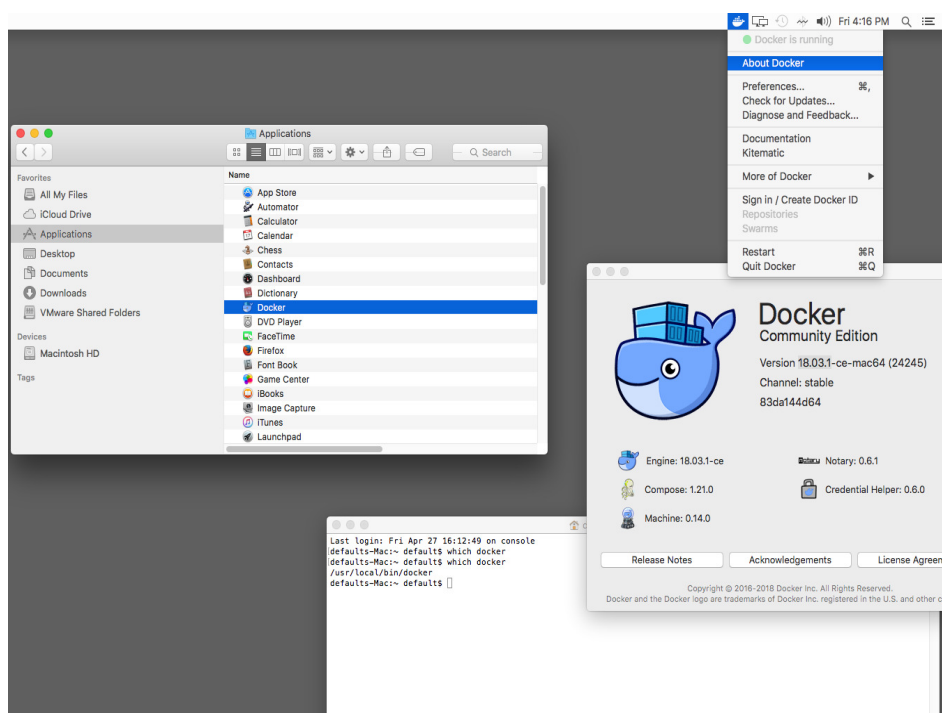 Fri 4:16 PM
Docker is running
About Docker
Preferences... ⌘,
Check for Updates...
Diagnose and Feedback...
Documentation
Kitematic
More of Docker
Sign in / Create Docker ID
Repositories
Swarms
Restart ⌘R
Quit Docker ⌘Q
Applications
Search
Favorites
All My Files
iCloud Drive
Applications
Desktop
Documents
Downloads
VMware Shared Folders
Devices
Macintosh HD
Tags
Name
App Store
Automator
Calculator
Calendar
Chess
Contacts
Dashboard
Dictionary
Docker
DVD Player
FaceTime
Firefox
Font Book
Game Center
iBooks
Image Capture
iTunes
Launchpad
Docker
Community Edition
Version 18.03.1-ce-mac64 (24245)
Channel: stable
83da144d64
Engine: 18.03.1-ce
Notary: 0.6.1
Compose: 1.21.0
Credential Helper: 0.6.0
Machine: 0.14.0
Release Notes
Acknowledgements
License Agreen
Copyright © 2016-2018 Docker Inc. All Rights Reserved.
Docker and the Docker logo are trademarks of Docker Inc. registered in the U.S. and other c
Last login: Fri Apr 27 16:12:49 on console
defaults-Mac:~ default$ which docker
defaults-Mac:~ default$ which docker
/usr/local/bin/docker
defaults-Mac:~ default$